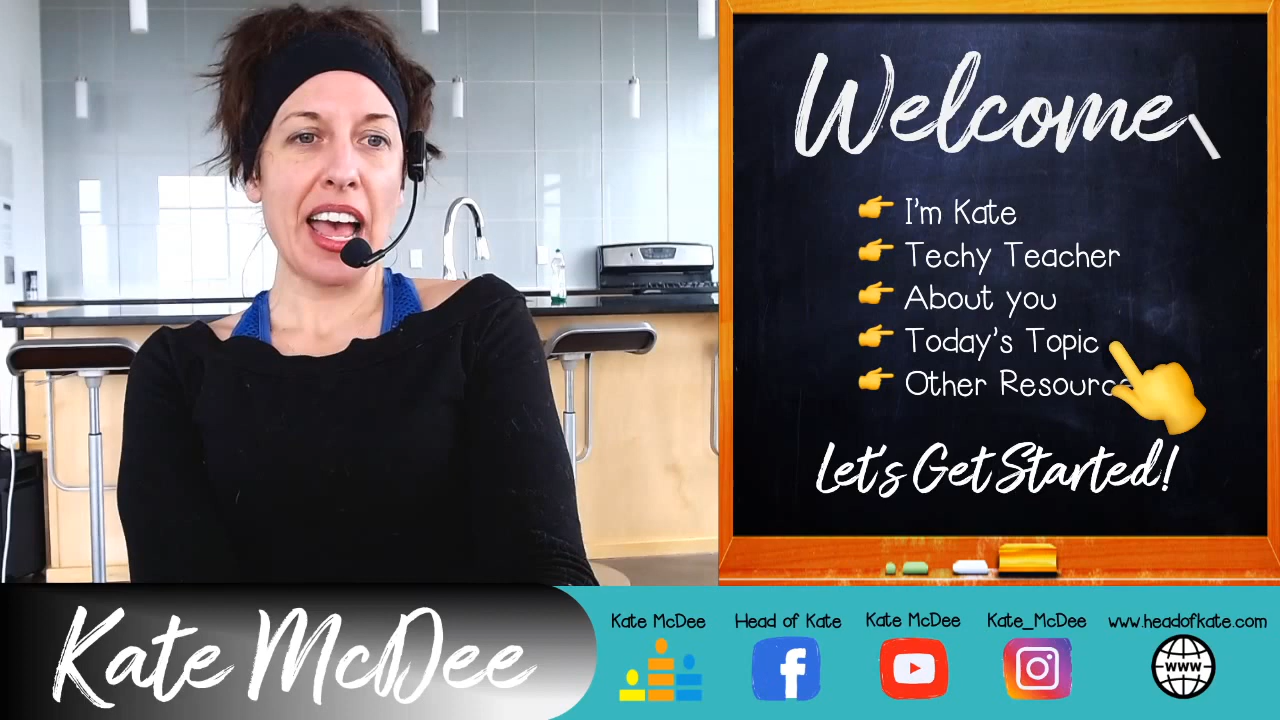 Welcome
I'm Kate
Techy Teacher
About you
Today's Topic
Other Resource
Let's Get Started!
Kate McDee
Kate McDee
Head of Kate
Kate McDee
Kate_McDee
www.headofkate.com
WWW